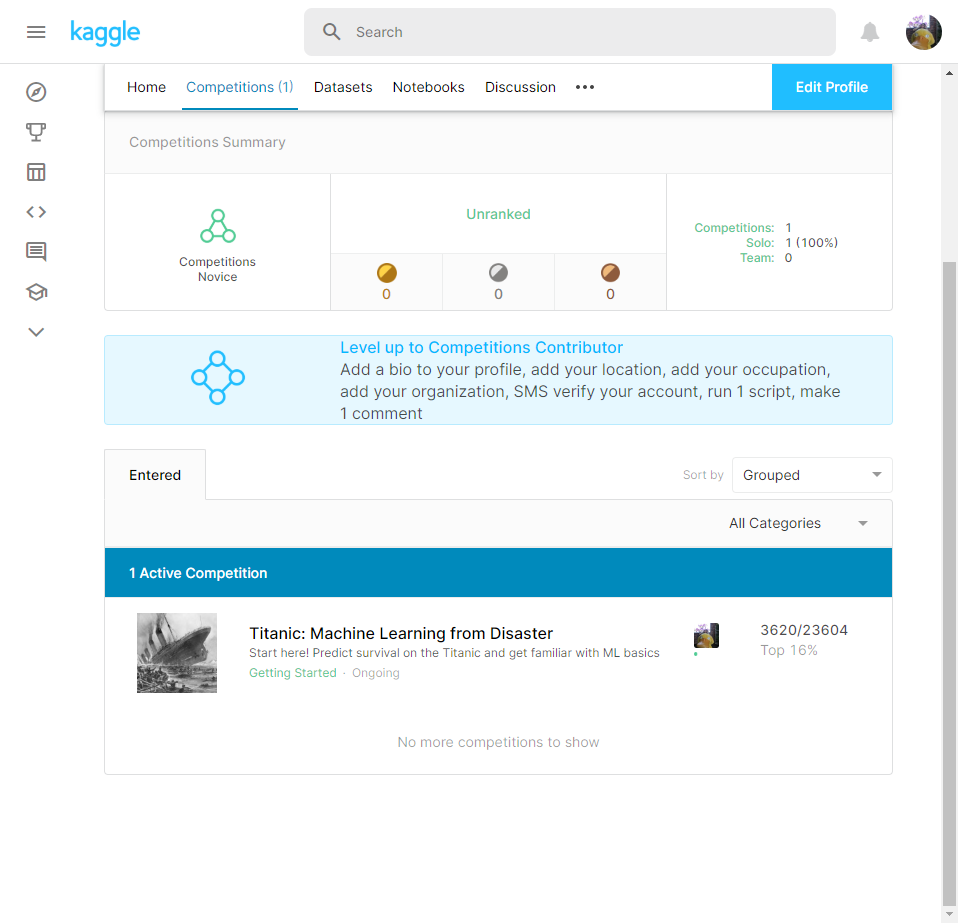 kaggle
Search
Home Competitions (1) Datasets Notebooks Discussion ••• Edit Profile
Competitions Summary
Competitions
Novice
Unranked
0 0 0
Competitions: 1
Solo: 1 (100%)
Team: 0
Level up to Competitions Contributor
Add a bio to your profile, add your location, add your occupation,
add your organization, SMS verify your account, run 1 script, make
1 comment
Entered
Sort by Grouped
All Categories
1 Active Competition
Titanic: Machine Learning from Disaster
Start here! Predict survival on the Titanic and get familiar with ML basics
Getting Started · Ongoing
3620/23604
Top 16%
No more competitions to show